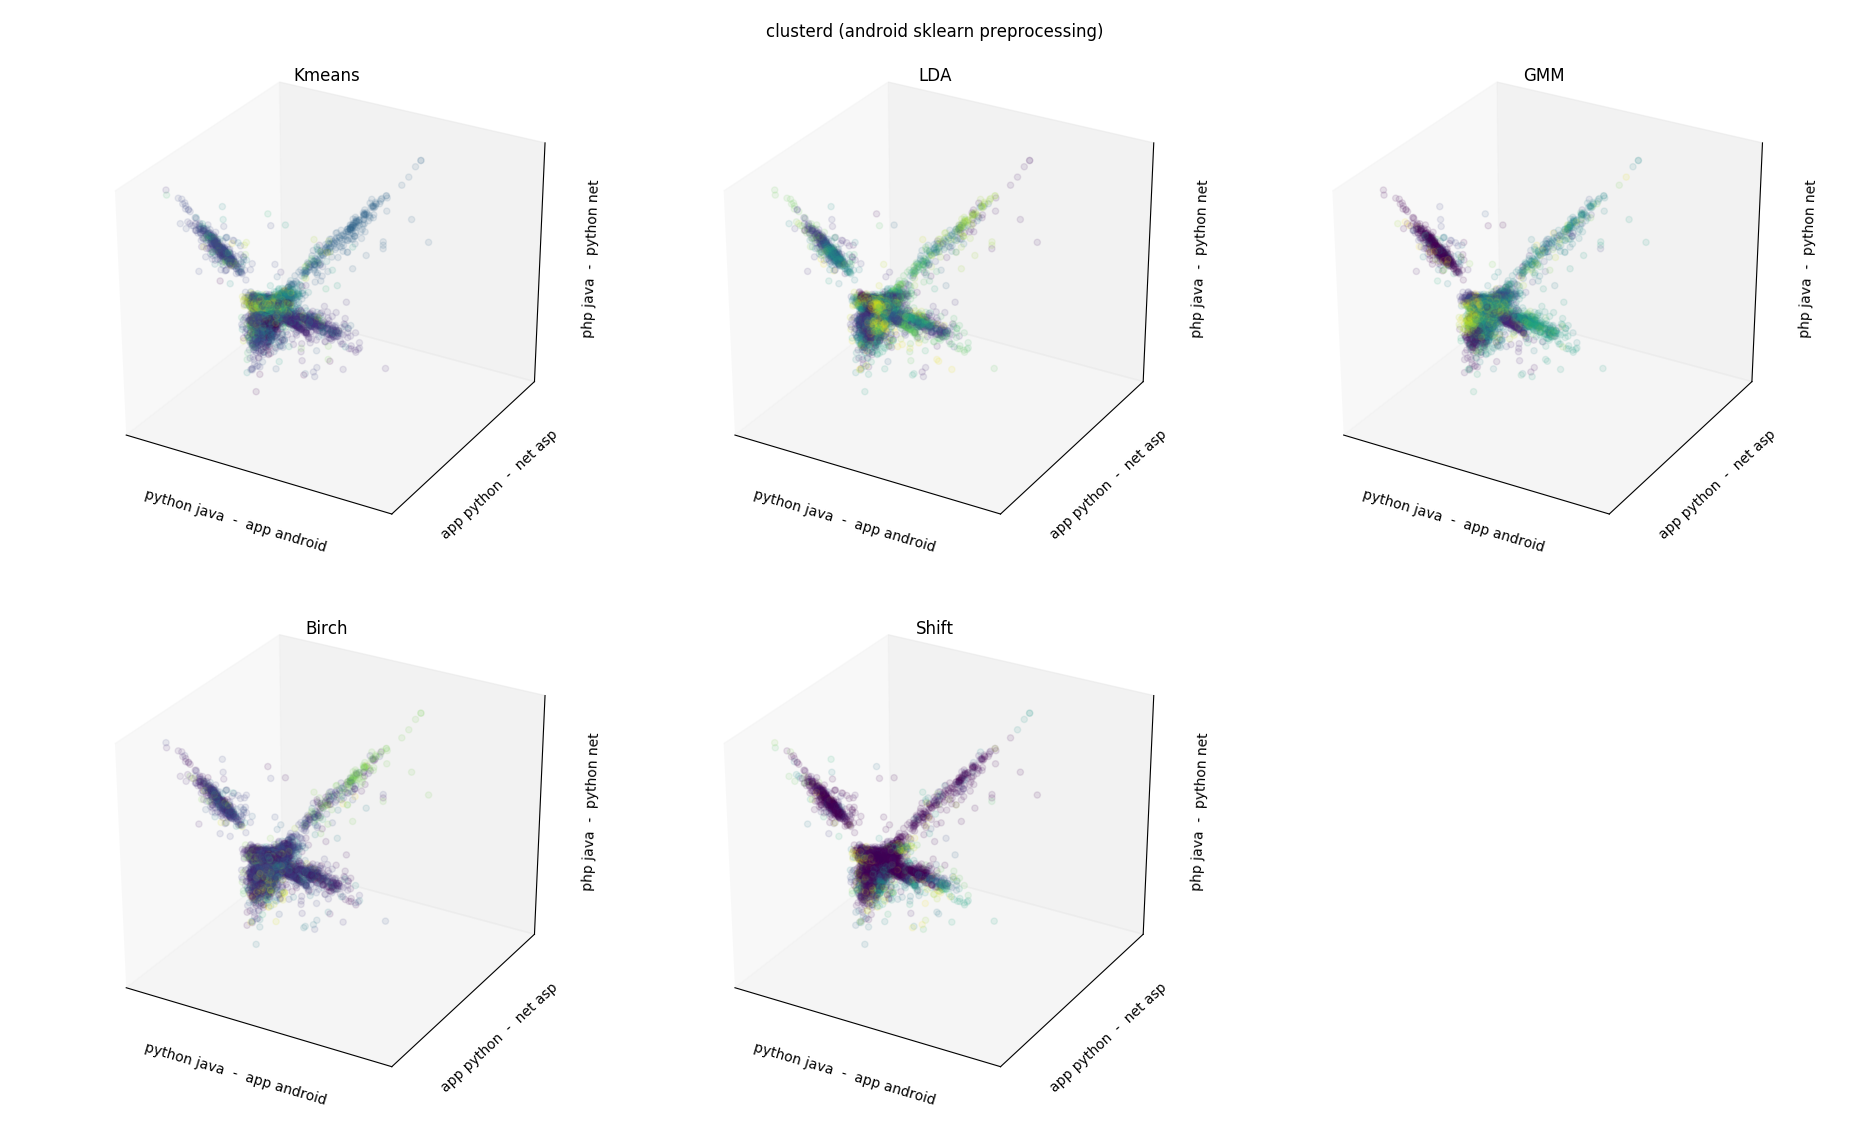 clusterd (android sklearn preprocessing)
Kmeans
LDA
GMM
php java - python net
php java - python net
php java - python net
app python - net asp
app python - net asp
app python - net asp
python java - app android
python java - app android
python java - app android
Birch
Shift
php java - python net
php java - python net
app python - net asp
app python - net asp
python java - app android
python java - app android